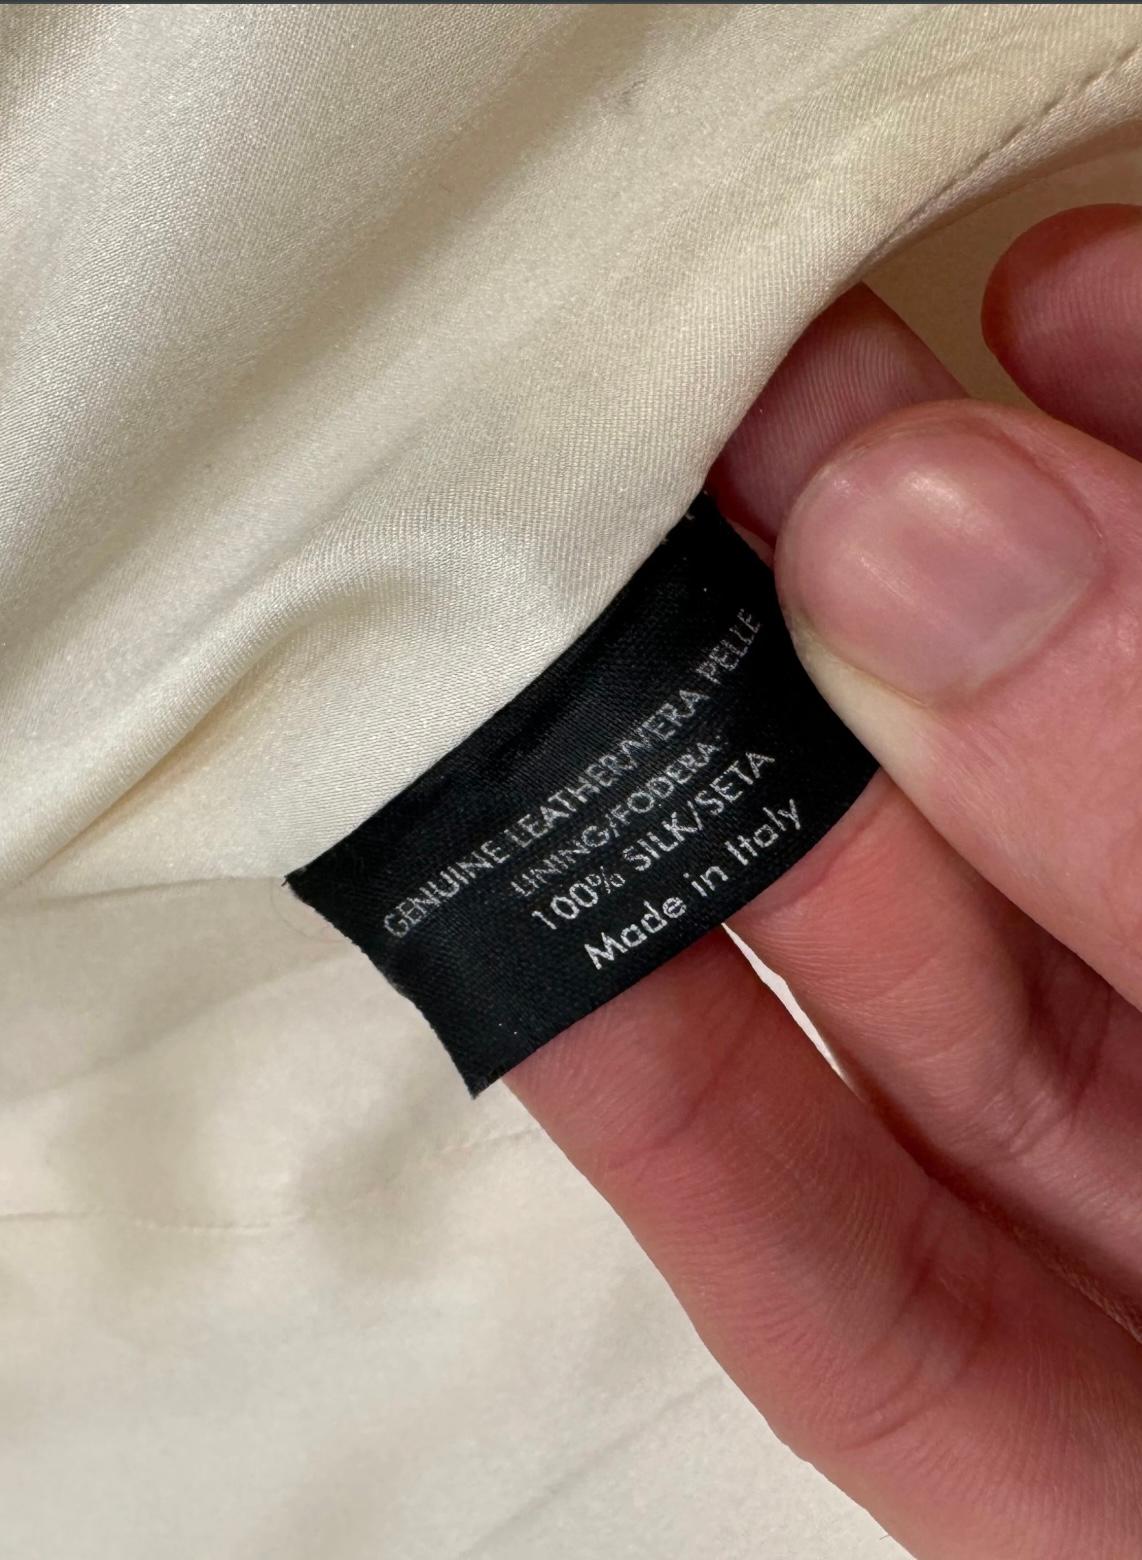 GENUINE LEATHER/VERA PELLE
LINING/FODERA:
100% SILK/SETA
Made in Italy